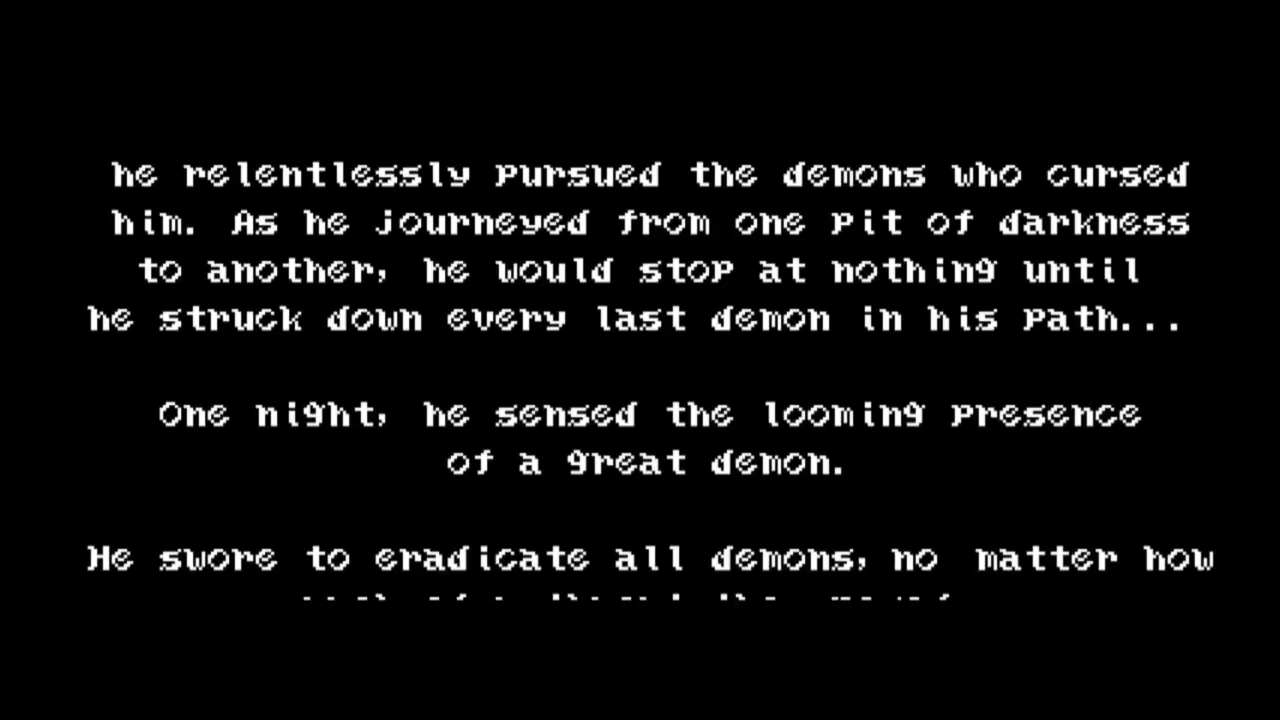 he relentlessly pursued the demons who cursed
him. As he journeyed from one pit of darkness
to another, he would stop at nothing until
he struck down every last demon in his path...
One night, he sensed the looming presence
of a great demon.
He swore to eradicate all demons, no matter how